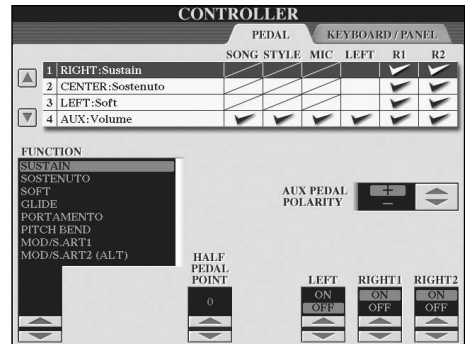 CONTROLLER
PEDAL KEYBOARD / PANEL
SONG STYLE MIC LEFT R1 R2
1 RIGHT:Sustain
2 CENTER:Sostenuto
3 LEFT:Soft
4 AUX:Volume
FUNCTION
SUSTAIN
SOSTENUTO
SOFT
GLIDE
PORTAMENTO
PITCH BEND
MOD/S.ART1
MOD/S.ART2 (ALT)
AUX PEDAL
POLARITY
+
−
HALF
PEDAL
POINT
0
LEFT RIGHT1 RIGHT2
ON ON ON
OFF OFF OFF